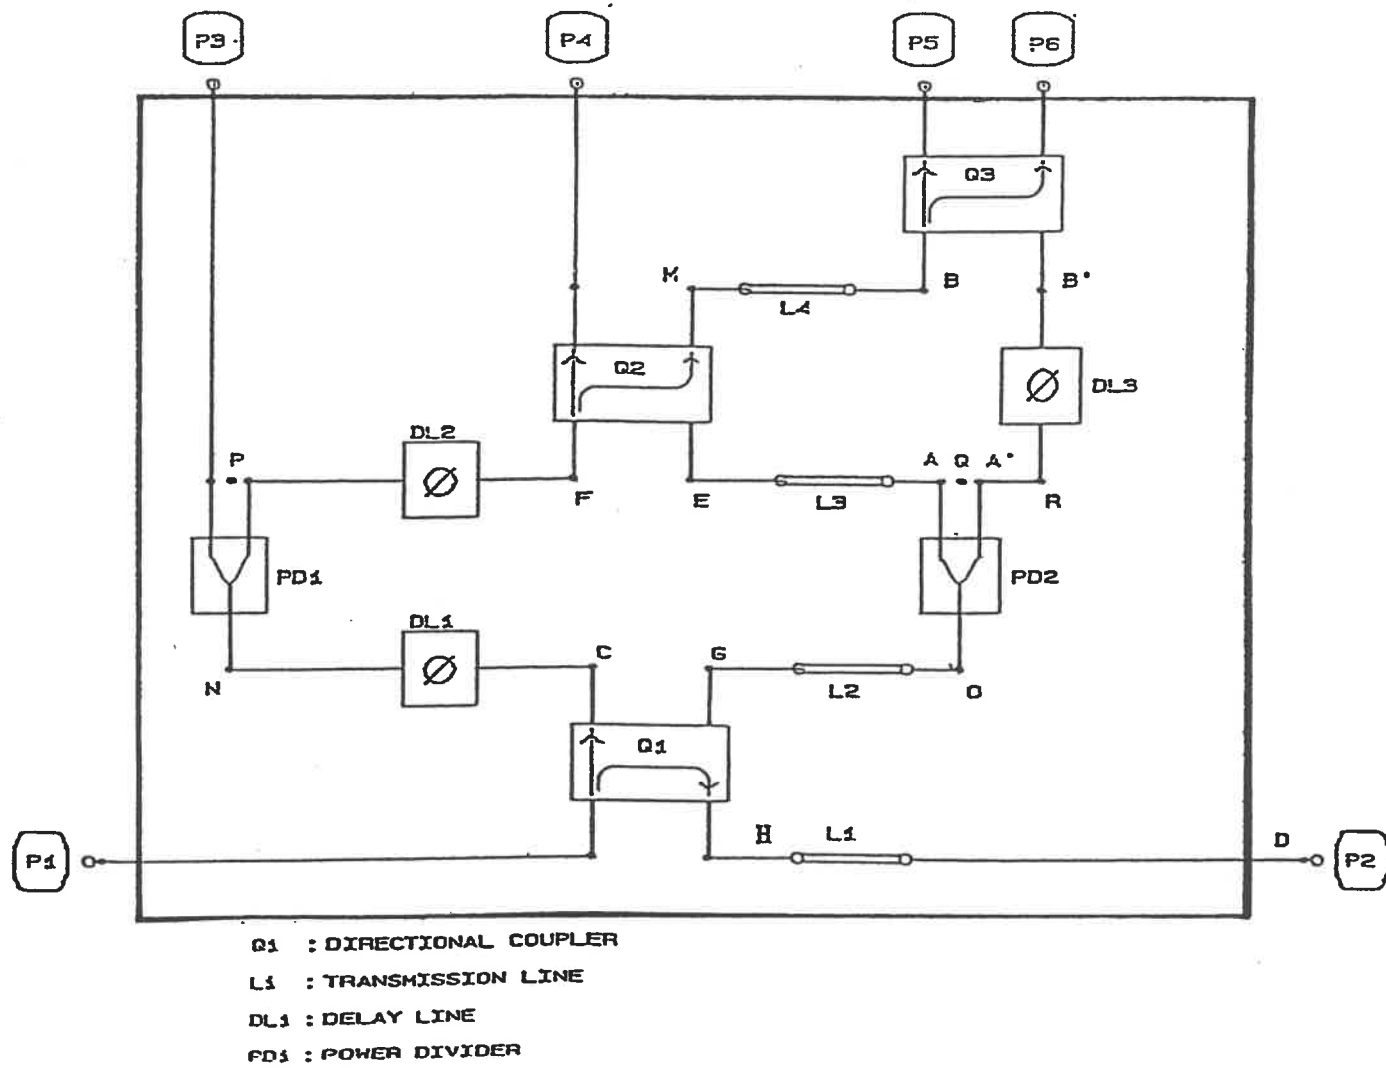 P3
P4
P5
P6
Q3
M
L4
B
B'
Q2
DL3
DL2
P
F
E
L3
A
Q
A'
R
PD1
PD2
DL1
N
C
G
L2
O
Q1
P1
H
L1
D
P2
Q1 : DIRECTIONAL COUPLER
L1 : TRANSMISSION LINE
DL1 : DELAY LINE
PD1 : POWER DIVIDER